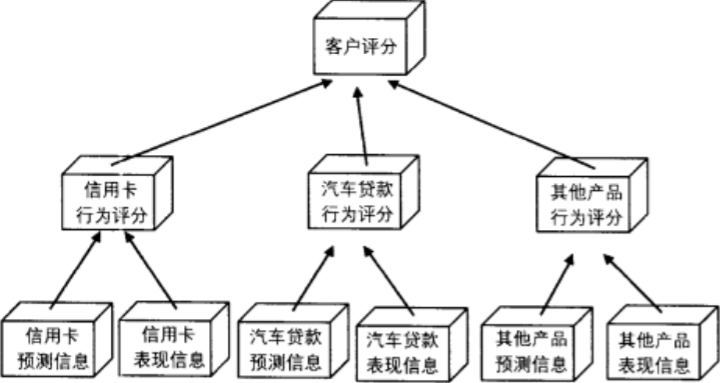 客户评分
信用卡
行为评分
汽车贷款
行为评分
其他产品
行为评分
信用卡
预测信息
信用卡
表现信息
汽车贷款
预测信息
汽车贷款
表现信息
其他产品
预测信息
其他产品
表现信息